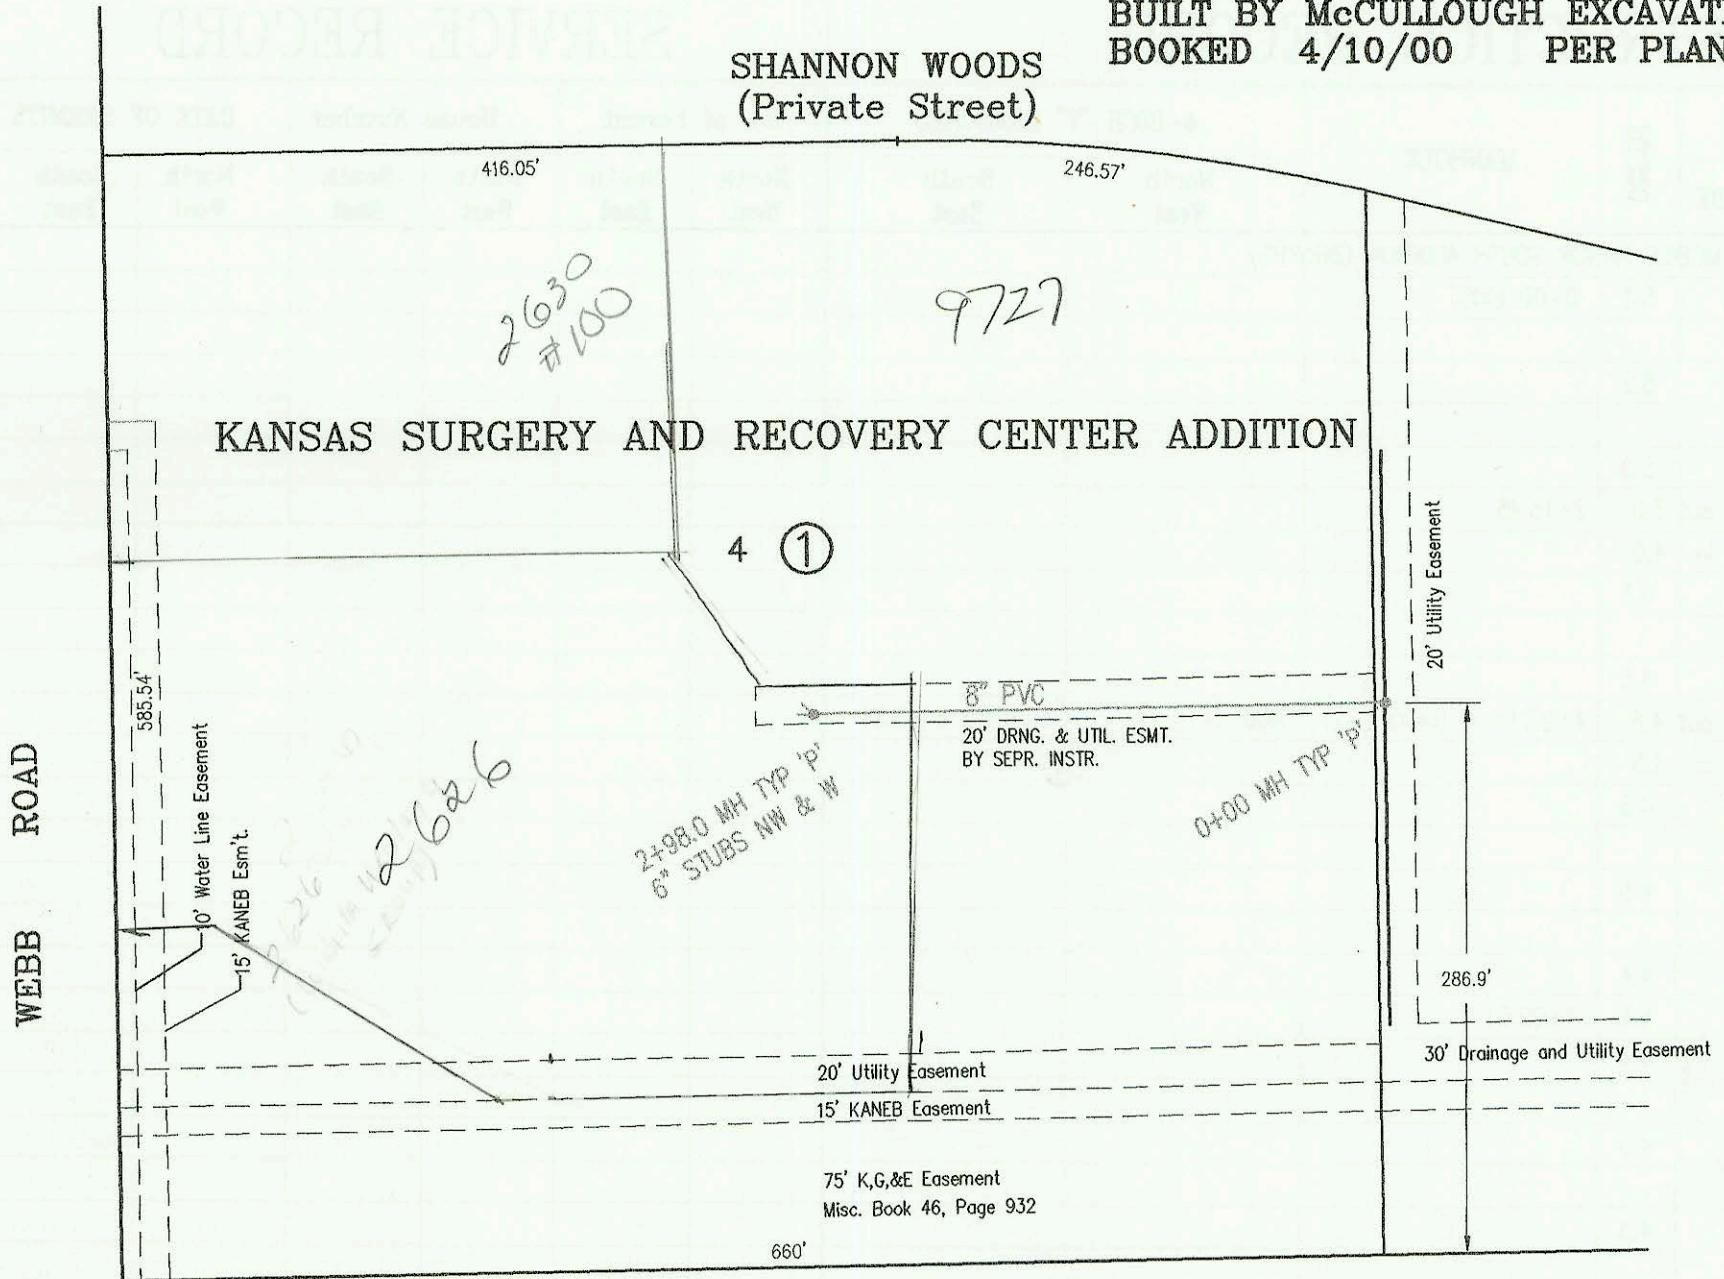 BUILT BY McCULLOUGH EXCAVATI
BOOKED 4/10/00 PER PLAN
SHANNON WOODS
(Private Street)
416.05'
246.57'
2630
#100
9727
KANSAS SURGERY AND RECOVERY CENTER ADDITION
4 1
20' Utility Easement
585.54'
8" PVC
20' DRNG. & UTIL. ESMT.
BY SEPR. INSTR.
2+98.0 MH TYP 'P'
6" STUBS NW & W
0+00 MH TYP 'P'
WEBB ROAD
10' Water Line Easement
15' KANEB Esm't.
2626
2626
286.9'
30' Drainage and Utility Easement
20' Utility Easement
15' KANEB Easement
75' K,G,&E Easement
Misc. Book 46, Page 932
660'